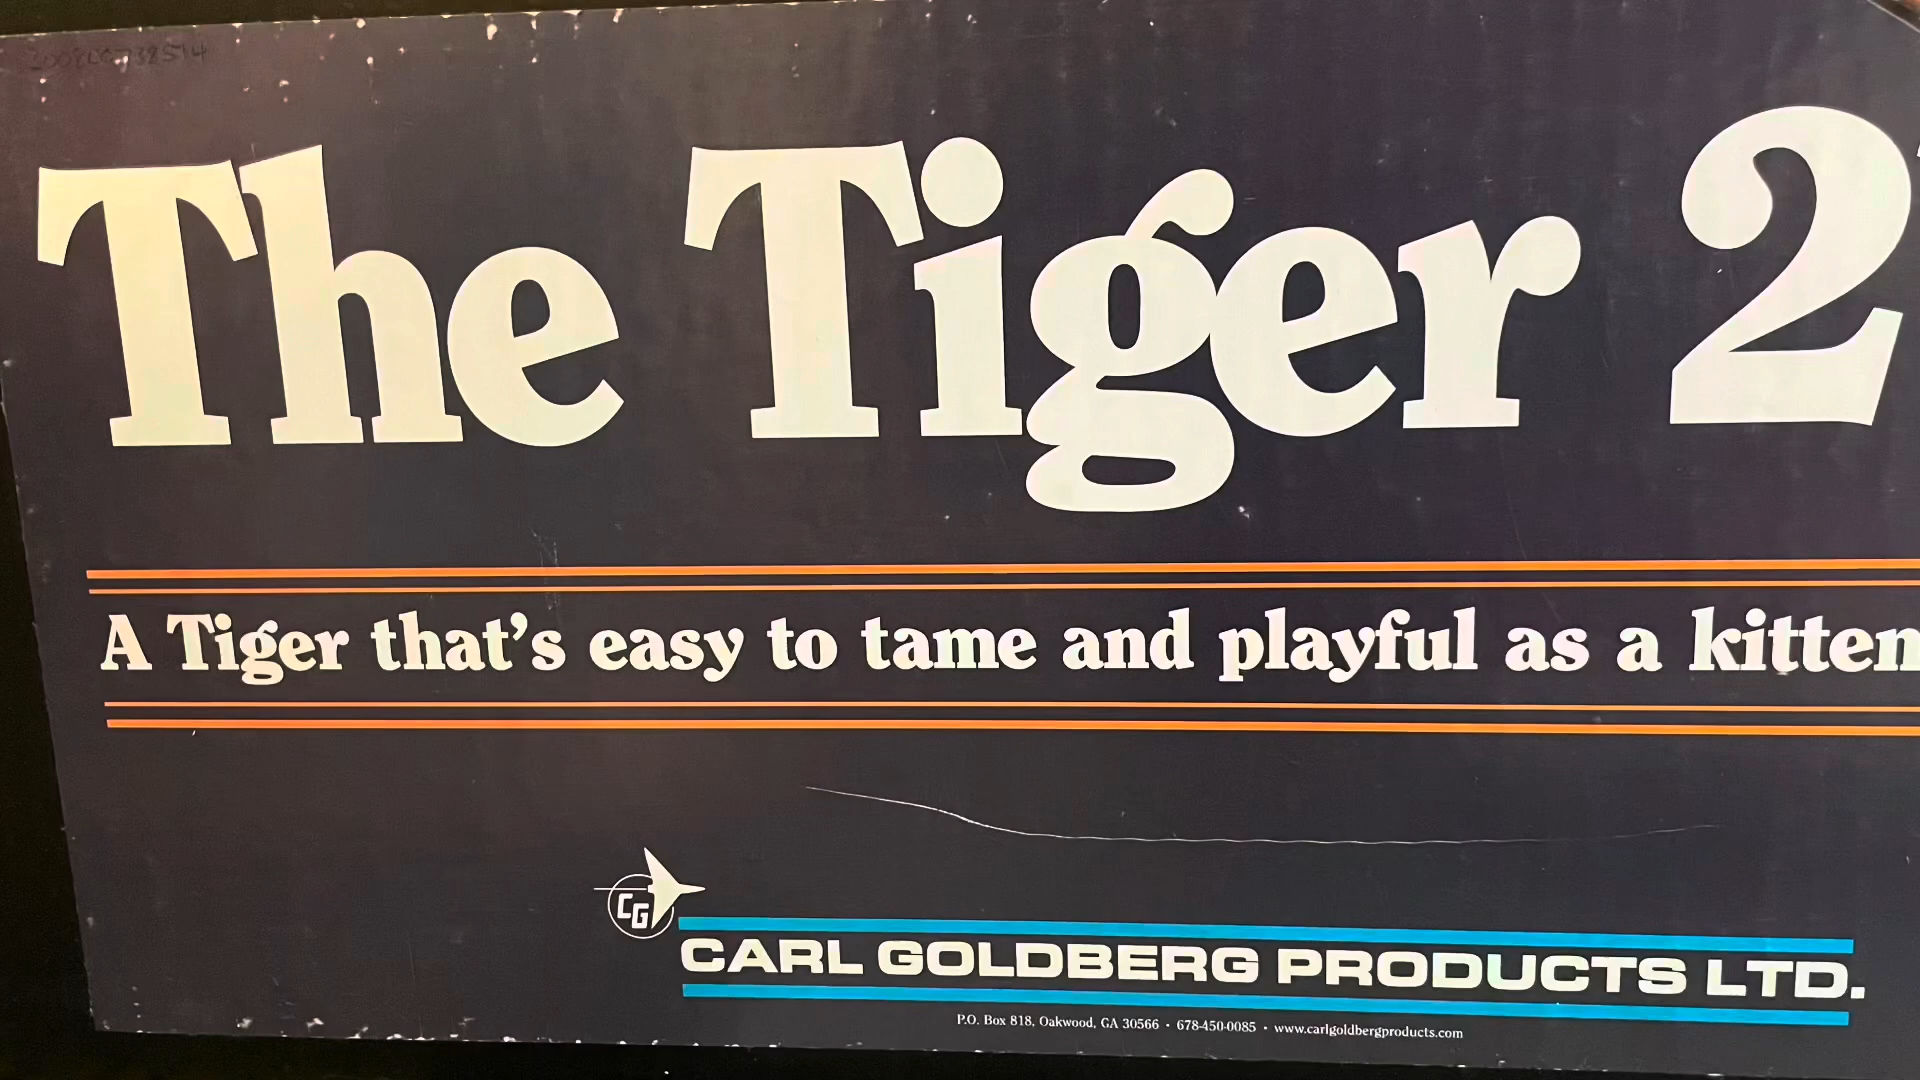 The Tiger 2
A Tiger that's easy to tame and playful as a kitten
CG
CARL GOLDBERG PRODUCTS LTD.
P.O. Box 818, Oakwood, GA 30566 • 678-450-0085 • www.carlgoldbergproducts.com